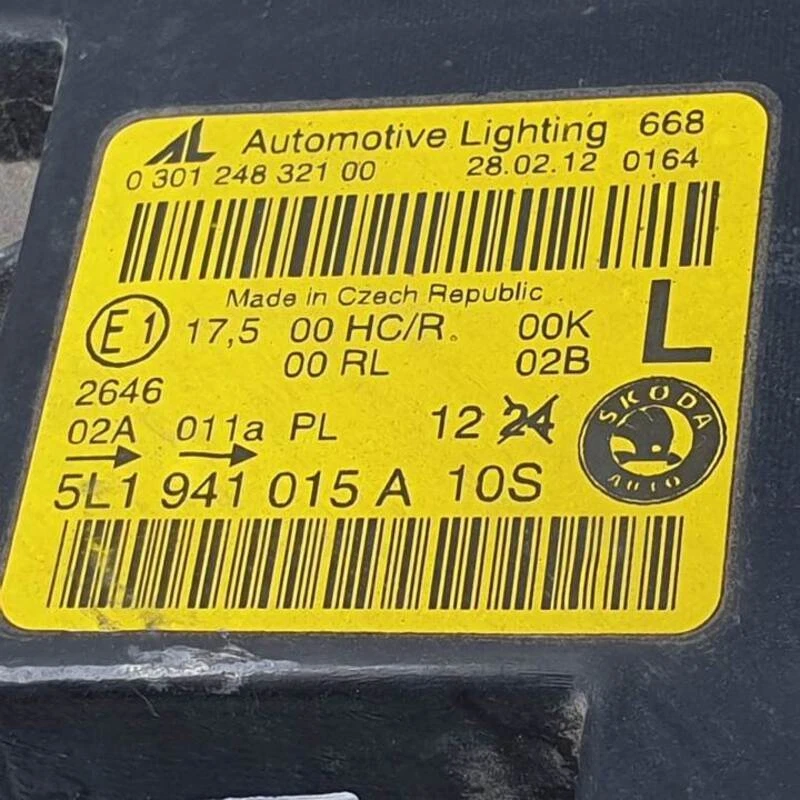 AL Automotive Lighting 668
0 301 248 321 00 28.02.12 0164
Made in Czech Republic
E1 17,5 00 HC/R 00K L
00 RL 02B
2646
02A 011a PL 12 24
5L1 941 015 A 10S
ŠKODA
AUTO